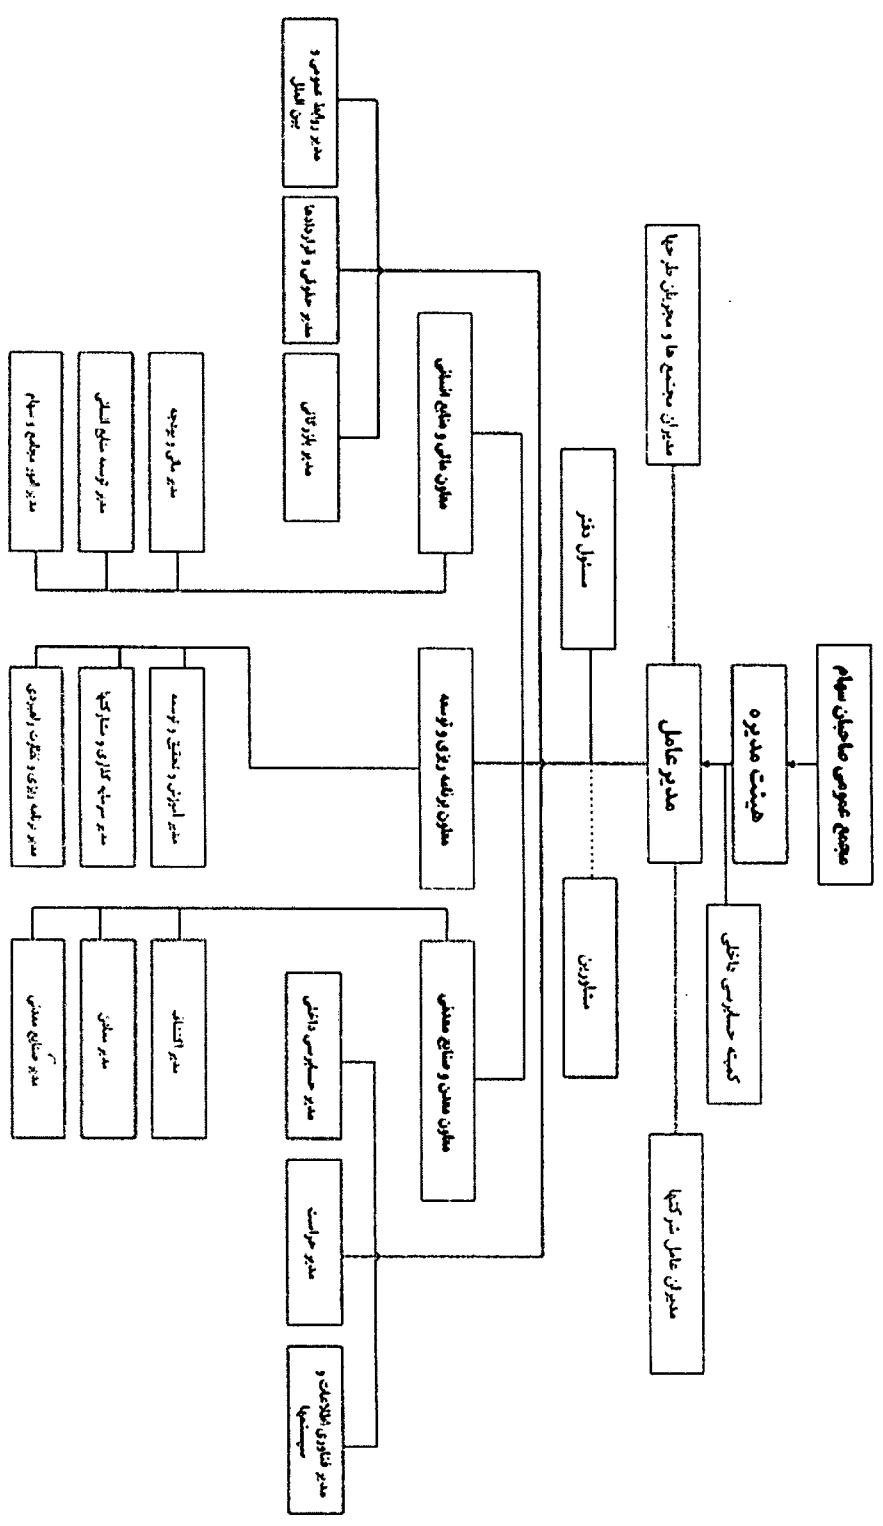 مجمع عمومی صاحبان سهام
هیئت مدیره
کمیته حسابرسی داخلی
مدیران مجتمع ها و مجریان طرحها
مدیر عامل
مدیران عامل شرکتها
مسئول دفتر
مشاورین
معاون مالی و منابع انسانی
معاون برنامه ریزی و توسعه
معاون معدن و صنایع معدنی
مدیر روابط عمومی و
بین الملل
مدیر حقوقی و قراردادها
مدیر بازرگانی
مدیر حسابرسی داخلی
مدیر حراست
مدیر فناوری اطلاعات و
سیستمها
مدیر مالی و بودجه
مدیر توسعه منابع انسانی
مدیر امور مجامع و سهام
مدیر آموزش و تحقیق و توسعه
مدیر سرمایه گذاری و مشارکتها
مدیر برنامه ریزی و نظارت راهبردی
مدیر اکتشاف
مدیر معادن
مدیر صنایع معدنی